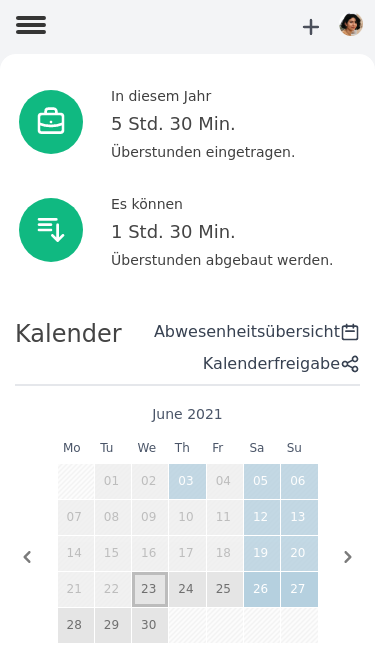 In diesem Jahr
5 Std. 30 Min.
Überstunden eingetragen.
Es können
1 Std. 30 Min.
Überstunden abgebaut werden.
Kalender
Abwesenheitsübersicht
Kalenderfreigabe
June 2021
Mo Tu We Th Fr Sa Su
01 02 03 04 05 06
07 08 09 10 11 12 13
14 15 16 17 18 19 20
21 22 23 24 25 26 27
28 29 30